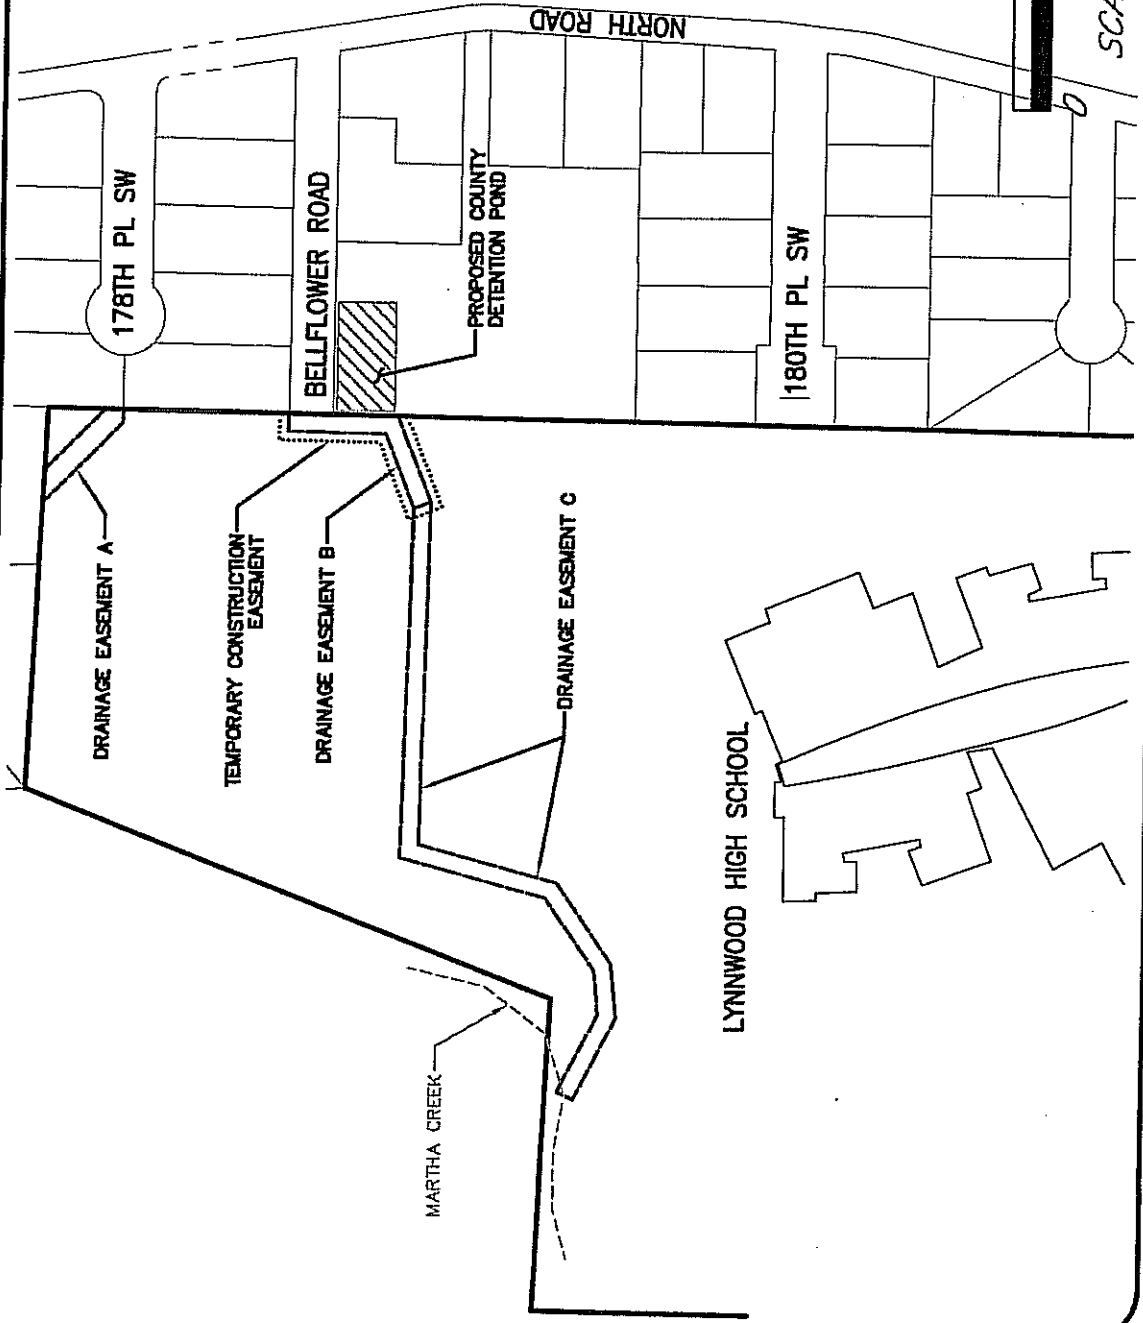 NORTH ROAD
178TH PL SW
BELLFLOWER ROAD
PROPOSED COUNTY
DETENTION POND
180TH PL SW
0
DRAINAGE EASEMENT A
TEMPORARY CONSTRUCTION
EASEMENT
DRAINAGE EASEMENT B
DRAINAGE EASEMENT C
LYNNWOOD HIGH SCHOOL
MARTHA CREEK